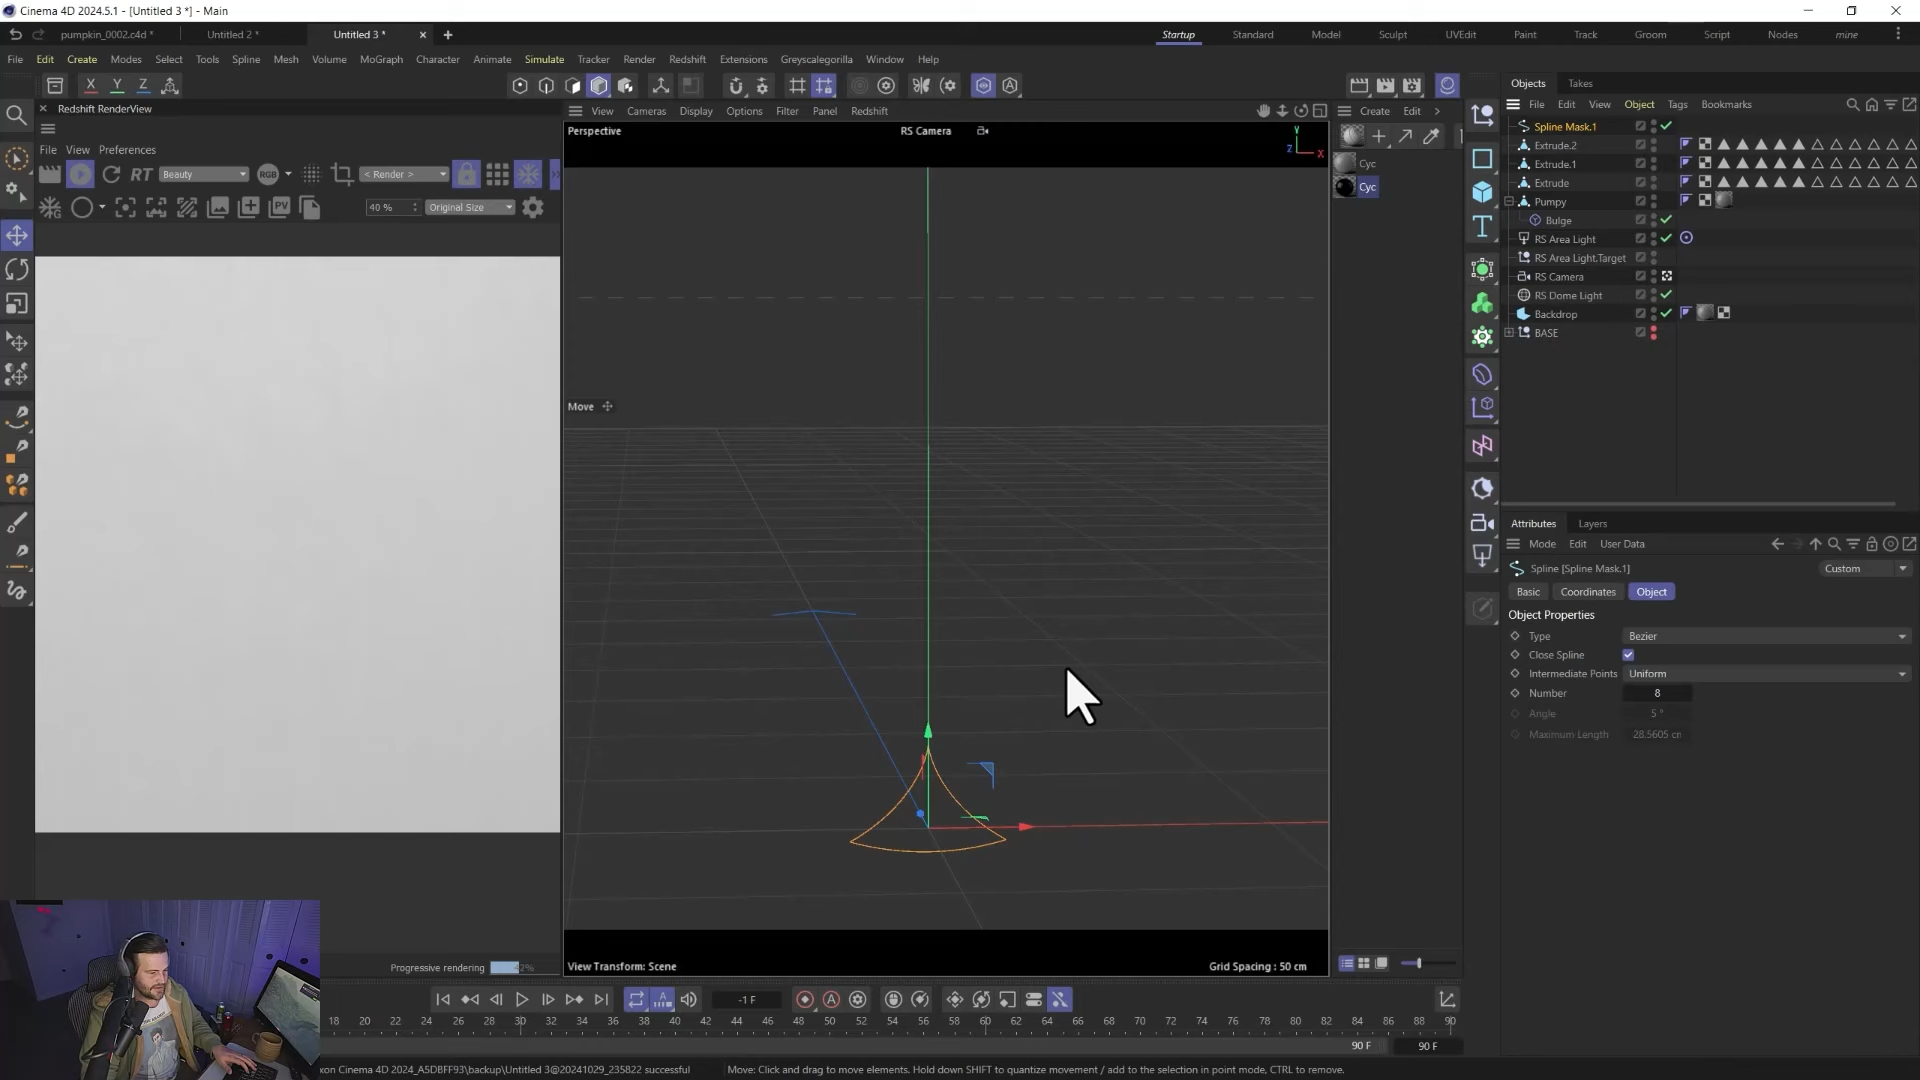 Cinema 4D 2024.5.1 - [Untitled 3 *] - Main
pumpkin_0002.c4d *
Untitled 2 *
Untitled 3 *
Startup
Standard
Model
Sculpt
UVEdit
Paint
Track
Groom
Script
Nodes
mine
File Edit Create Modes Select Tools Spline Mesh Volume MoGraph Character Animate Simulate Tracker Render Redshift Extensions Greyscalegorilla Window Help
X Y Z
Redshift RenderView
File View Preferences
RT Beauty RGB < Render >
PV 40 % Original Size
Progressive rendering
View Cameras Display Options Filter Panel Redshift
Perspective
RS Camera
Y
Z X
Move
View Transform: Scene
Grid Spacing : 50 cm
Create Edit
Cyc
Cyc
Objects Takes
File Edit View Object Tags Bookmarks
Spline Mask.1
Extrude.2
Extrude.1
Extrude
Pumpy
Bulge
RS Area Light
RS Area Light.Target
RS Camera
RS Dome Light
Backdrop
BASE
Attributes Layers
Mode Edit User Data
Spline [Spline Mask.1]
Custom
Basic Coordinates Object
Object Properties
Type Bezier
Close Spline
Intermediate Points Uniform
Number 8
Angle 5 °
Maximum Length 28.5605 cm
-1 F
18 20 22 24 26 28 30 32 34 36 38 40 42 44 46 48 50 52 54 56 58 60 62 64 66 68 70 72 74 76 78 80 82 84 86 88 90
90 F
90 F
xon Cinema 4D 2024_A5DBFF93\backup\Untitled 3@20241029_235822 successful
Move: Click and drag to move elements. Hold down SHIFT to quantize movement / add to the selection in point mode, CTRL to remove.